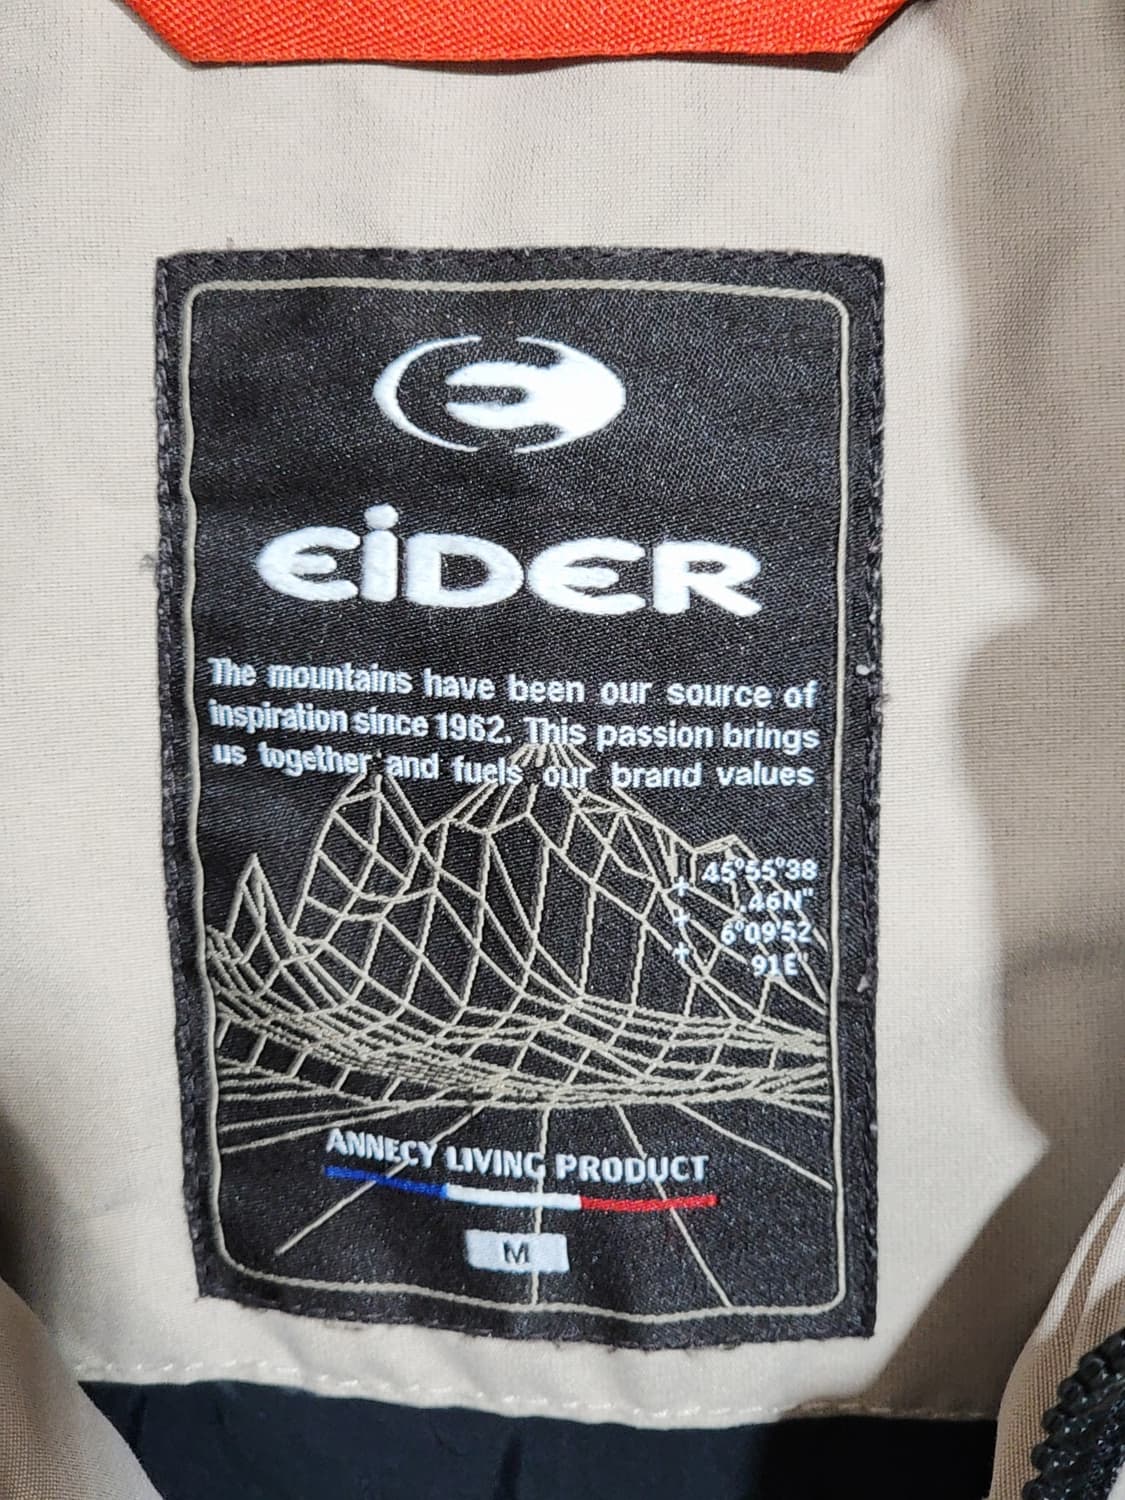 EiDER
The mountains have been our source of
inspiration since 1962. This passion brings
us together and fuels our brand values
45°55°38
.46N"
6°09'52
91E"
ANNECY LIVING PRODUCT
M